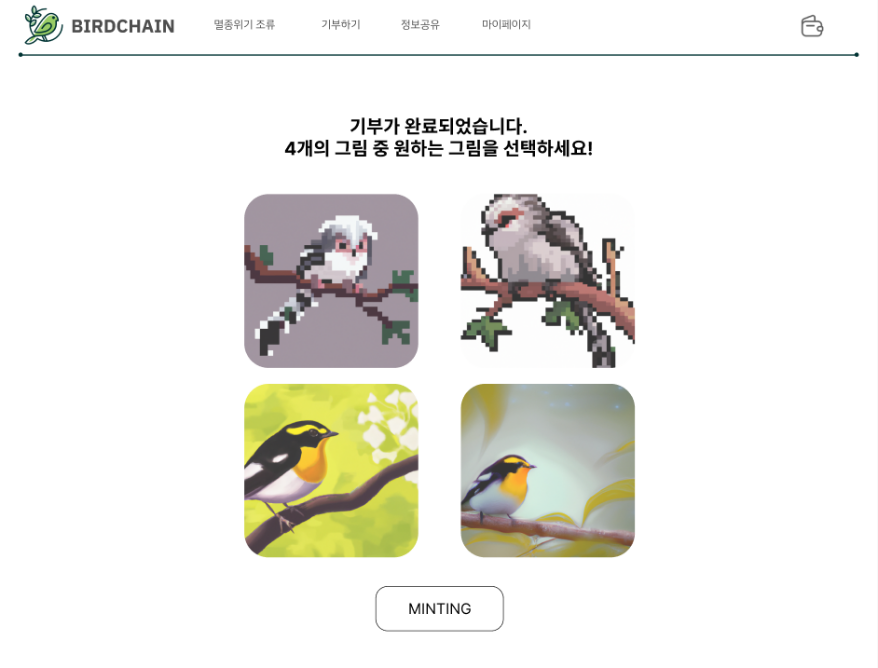 BIRDCHAIN
멸종위기 조류
기부하기
정보공유
마이페이지
기부가 완료되었습니다.
4개의 그림 중 원하는 그림을 선택하세요!
MINTING